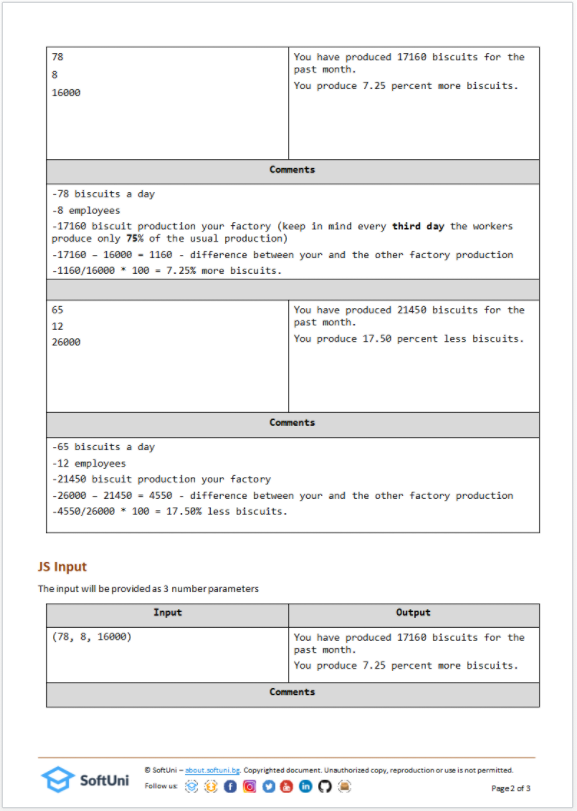 78
8
16000
You have produced 17160 biscuits for the
past month.
You produce 7.25 percent more biscuits.
Comments
-78 biscuits a day
-8 employees
-17160 biscuit production your factory (keep in mind every third day the workers
produce only 75% of the usual production)
-17160 – 16000 = 1160 - difference between your and the other factory production
-1160/16000 * 100 = 7.25% more biscuits.
65
12
26000
You have produced 21450 biscuits for the
past month.
You produce 17.50 percent less biscuits.
Comments
-65 biscuits a day
-12 employees
-21450 biscuit production your factory
-26000 – 21450 = 4550 - difference between your and the other factory production
-4550/26000 * 100 = 17.50% less biscuits.
JS Input
The input will be provided as 3 number parameters
Input
Output
(78, 8, 16000)
You have produced 17160 biscuits for the
past month.
You produce 7.25 percent more biscuits.
Comments
SoftUni
© SoftUni – about.softuni.bg. Copyrighted document. Unauthorized copy, reproduction or use is not permitted.
Follow us:
Page 2 of 3